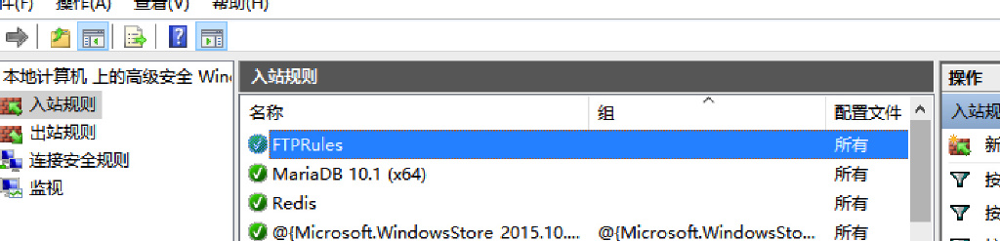 件(F) 操作(A) 查看(V) 帮助(H)
本地计算机 上的高级安全 Wind
入站规则
出站规则
连接安全规则
监视
入站规则
名称 组 配置文件
FTPRules 所有
MariaDB 10.1 (x64) 所有
Redis 所有
@{Microsoft.WindowsStore_2015.10.... @{Microsoft.WindowsSto... 所有
操作
入站规
新
按
按
按